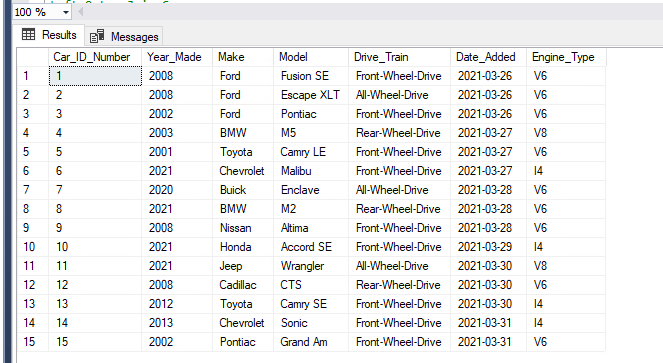 100 %
Results Messages
Car_ID_Number Year_Made Make Model Drive_Train Date_Added Engine_Type
1 1 2008 Ford Fusion SE Front-Wheel-Drive 2021-03-26 V6
2 2 2008 Ford Escape XLT All-Wheel-Drive 2021-03-26 V6
3 3 2002 Ford Pontiac Front-Wheel-Drive 2021-03-26 V6
4 4 2003 BMW M5 Rear-Wheel-Drive 2021-03-27 V8
5 5 2001 Toyota Camry LE Front-Wheel-Drive 2021-03-27 V6
6 6 2021 Chevrolet Malibu Front-Wheel-Drive 2021-03-27 I4
7 7 2020 Buick Enclave All-Wheel-Drive 2021-03-28 V6
8 8 2021 BMW M2 Rear-Wheel-Drive 2021-03-28 V6
9 9 2008 Nissan Altima Front-Wheel-Drive 2021-03-28 V6
10 10 2021 Honda Accord SE Front-Wheel-Drive 2021-03-29 I4
11 11 2021 Jeep Wrangler All-Wheel-Drive 2021-03-30 V8
12 12 2008 Cadillac CTS Rear-Wheel-Drive 2021-03-30 V6
13 13 2012 Toyota Camry SE Front-Wheel-Drive 2021-03-30 I4
14 14 2013 Chevrolet Sonic Front-Wheel-Drive 2021-03-31 I4
15 15 2002 Pontiac Grand Am Front-Wheel-Drive 2021-03-31 V6